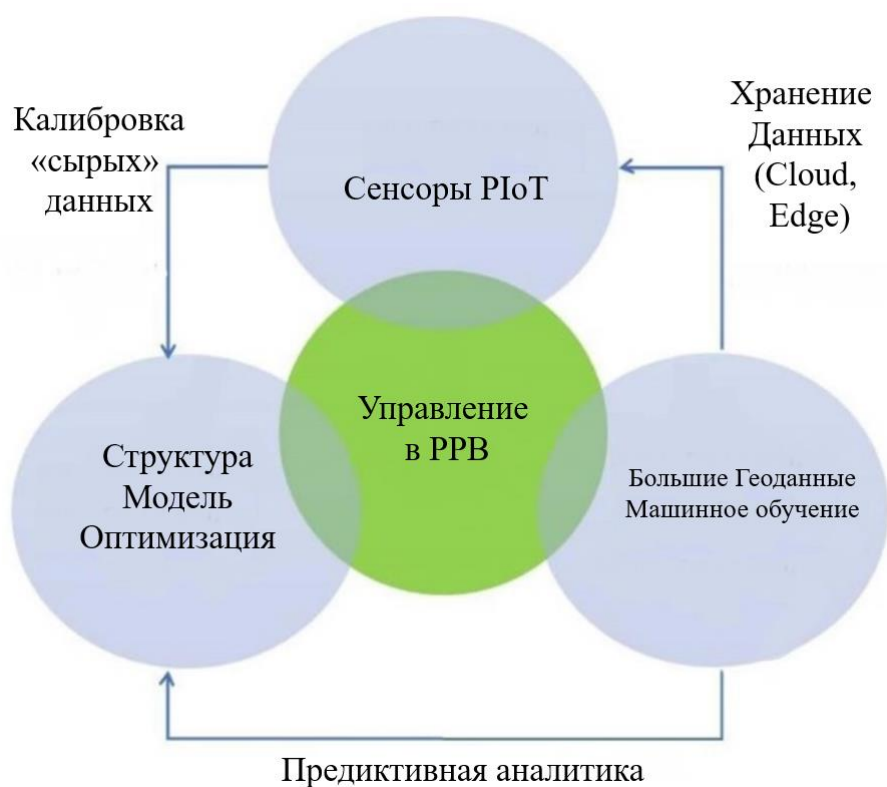 Калибровка
«сырых»
данных
Хранение
Данных
(Cloud,
Edge)
Сенсоры PIoT
Управление
в РРВ
Структура
Модель
Оптимизация
Большие Геоданные
Машинное обучение
Предиктивная аналитика